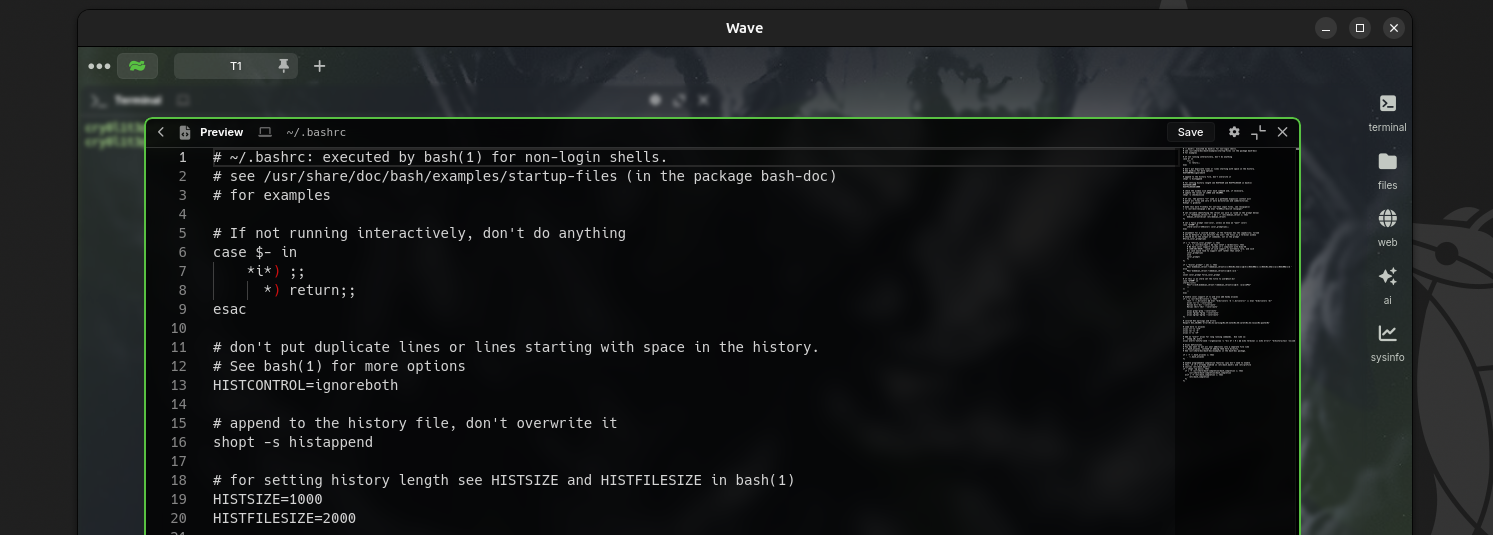 Wave
T1
Terminal
terminal
files
web
ai
sysinfo
Preview ~/.bashrc Save
1 # ~/.bashrc: executed by bash(1) for non-login shells.
2 # see /usr/share/doc/bash/examples/startup-files (in the package bash-doc)
3 # for examples
4
5 # If not running interactively, don't do anything
6 case $- in
7     *i*) ;;
8       *) return;;
9 esac
10
11 # don't put duplicate lines or lines starting with space in the history.
12 # See bash(1) for more options
13 HISTCONTROL=ignoreboth
14
15 # append to the history file, don't overwrite it
16 shopt -s histappend
17
18 # for setting history length see HISTSIZE and HISTFILESIZE in bash(1)
19 HISTSIZE=1000
20 HISTFILESIZE=2000